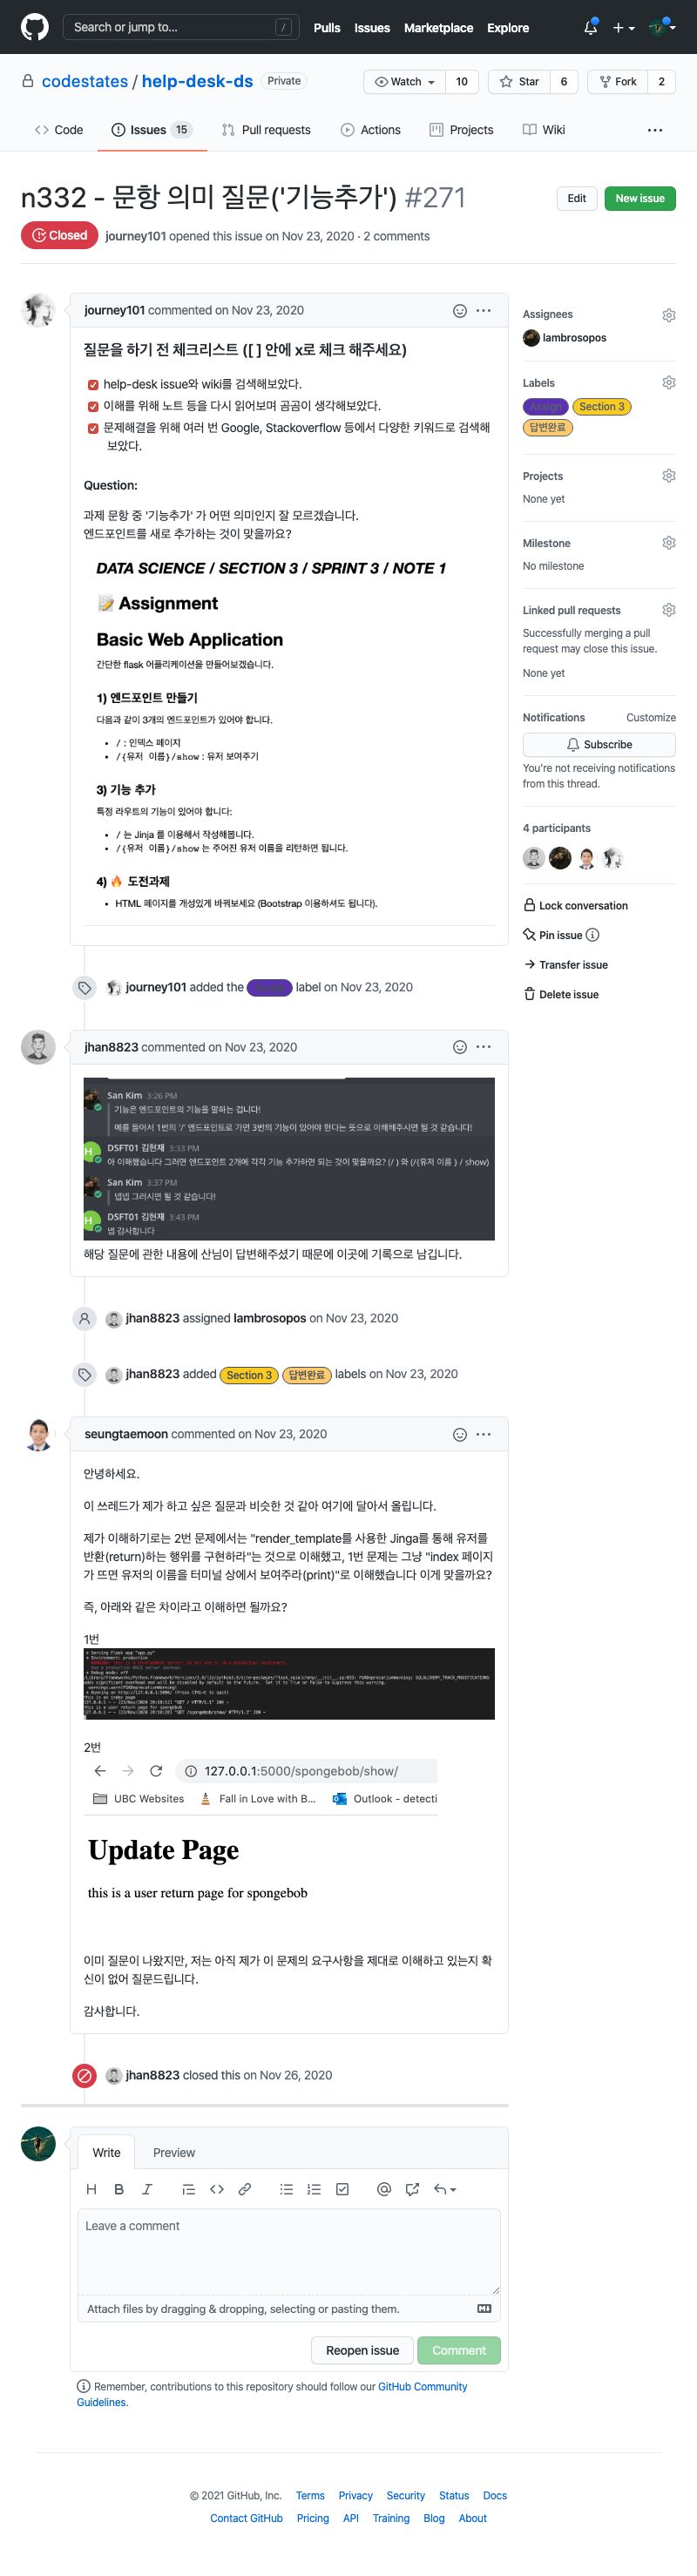 Search or jump to...
/
Pulls Issues Marketplace Explore
codestates / help-desk-ds Private
Watch 10 Star 6 Fork 2
Code Issues 15 Pull requests Actions Projects Wiki
n332 - 문항 의미 질문('기능추가') #271
Edit New issue
Closed journey101 opened this issue on Nov 23, 2020 · 2 comments
journey101 commented on Nov 23, 2020
질문을 하기 전 체크리스트 ([ ] 안에 x로 체크 해주세요)
help-desk issue와 wiki를 검색해보았다.
이해를 위해 노트 등을 다시 읽어보며 곰곰이 생각해보았다.
문제해결을 위해 여러 번 Google, Stackoverflow 등에서 다양한 키워드로 검색해
보았다.
Question:
과제 문항 중 '기능추가' 가 어떤 의미인지 잘 모르겠습니다.
엔드포인트를 새로 추가하는 것이 맞을까요?
DATA SCIENCE / SECTION 3 / SPRINT 3 / NOTE 1
📝 Assignment
Basic Web Application
간단한 flask 어플리케이션을 만들어보겠습니다.
1) 엔드포인트 만들기
다음과 같이 3개의 엔드포인트가 있어야 합니다.
• / : 인덱스 페이지
• /{유저 이름}/show : 유저 보여주기
3) 기능 추가
특정 라우트의 기능이 있어야 합니다:
• / 는 Jinja 를 이용해서 작성해봅니다.
• /{유저 이름}/show 는 주어진 유저 이름을 리턴하면 됩니다.
4) 🔥 도전과제
• HTML 페이지를 개성있게 바꿔보세요 (Bootstrap 이용하셔도 됩니다).
journey101 added the Assign label on Nov 23, 2020
jhan8823 commented on Nov 23, 2020
San Kim 3:26 PM
기능은 엔드포인트의 기능을 말하는 겁니다!
예를 들어서 1번의 '/' 엔드포인트로 가면 3번의 기능이 있어야 한다는 뜻으로 이해해주시면 될 것 같습니다!
DSFT01 김현재 3:33 PM
아 이해했습니다 그러면 엔드포인트 2개에 각각 기능 추가하면 되는 것이 맞을까요? (/ ) 와 (/{유저 이름 } / show)
San Kim 3:37 PM
넵넵 그러시면 될 것 같습니다!
DSFT01 김현재 3:43 PM
넵 감사합니다
해당 질문에 관한 내용에 산님이 답변해주셨기 때문에 이곳에 기록으로 남깁니다.
jhan8823 assigned lambrosopos on Nov 23, 2020
jhan8823 added Section 3 답변완료 labels on Nov 23, 2020
seungtaemoon commented on Nov 23, 2020
안녕하세요.
이 쓰레드가 제가 하고 싶은 질문과 비슷한 것 같아 여기에 달아서 올립니다.
제가 이해하기로는 2번 문제에서는 "render_template를 사용한 Jinga를 통해 유저를
반환(return)하는 행위를 구현하라"는 것으로 이해했고, 1번 문제는 그냥 "index 페이지
가 뜨면 유저의 이름을 터미널 상에서 보여주라(print)"로 이해했습니다 이게 맞을까요?
즉, 아래와 같은 차이라고 이해하면 될까요?
1번
2번
127.0.0.1:5000/spongebob/show/
UBC Websites Fall in Love with B... Outlook - detecti
Update Page
this is a user return page for spongebob
이미 질문이 나왔지만, 저는 아직 제가 이 문제의 요구사항을 제대로 이해하고 있는지 확
신이 없어 질문드립니다.
감사합니다.
jhan8823 closed this on Nov 26, 2020
Write Preview
Leave a comment
Attach files by dragging & dropping, selecting or pasting them.
Reopen issue Comment
Remember, contributions to this repository should follow our GitHub Community
Guidelines.
Assignees
lambrosopos
Labels
Assign Section 3
답변완료
Projects
None yet
Milestone
No milestone
Linked pull requests
Successfully merging a pull
request may close this issue.
None yet
Notifications Customize
Subscribe
You're not receiving notifications
from this thread.
4 participants
Lock conversation
Pin issue
Transfer issue
Delete issue
© 2021 GitHub, Inc. Terms Privacy Security Status Docs
Contact GitHub Pricing API Training Blog About